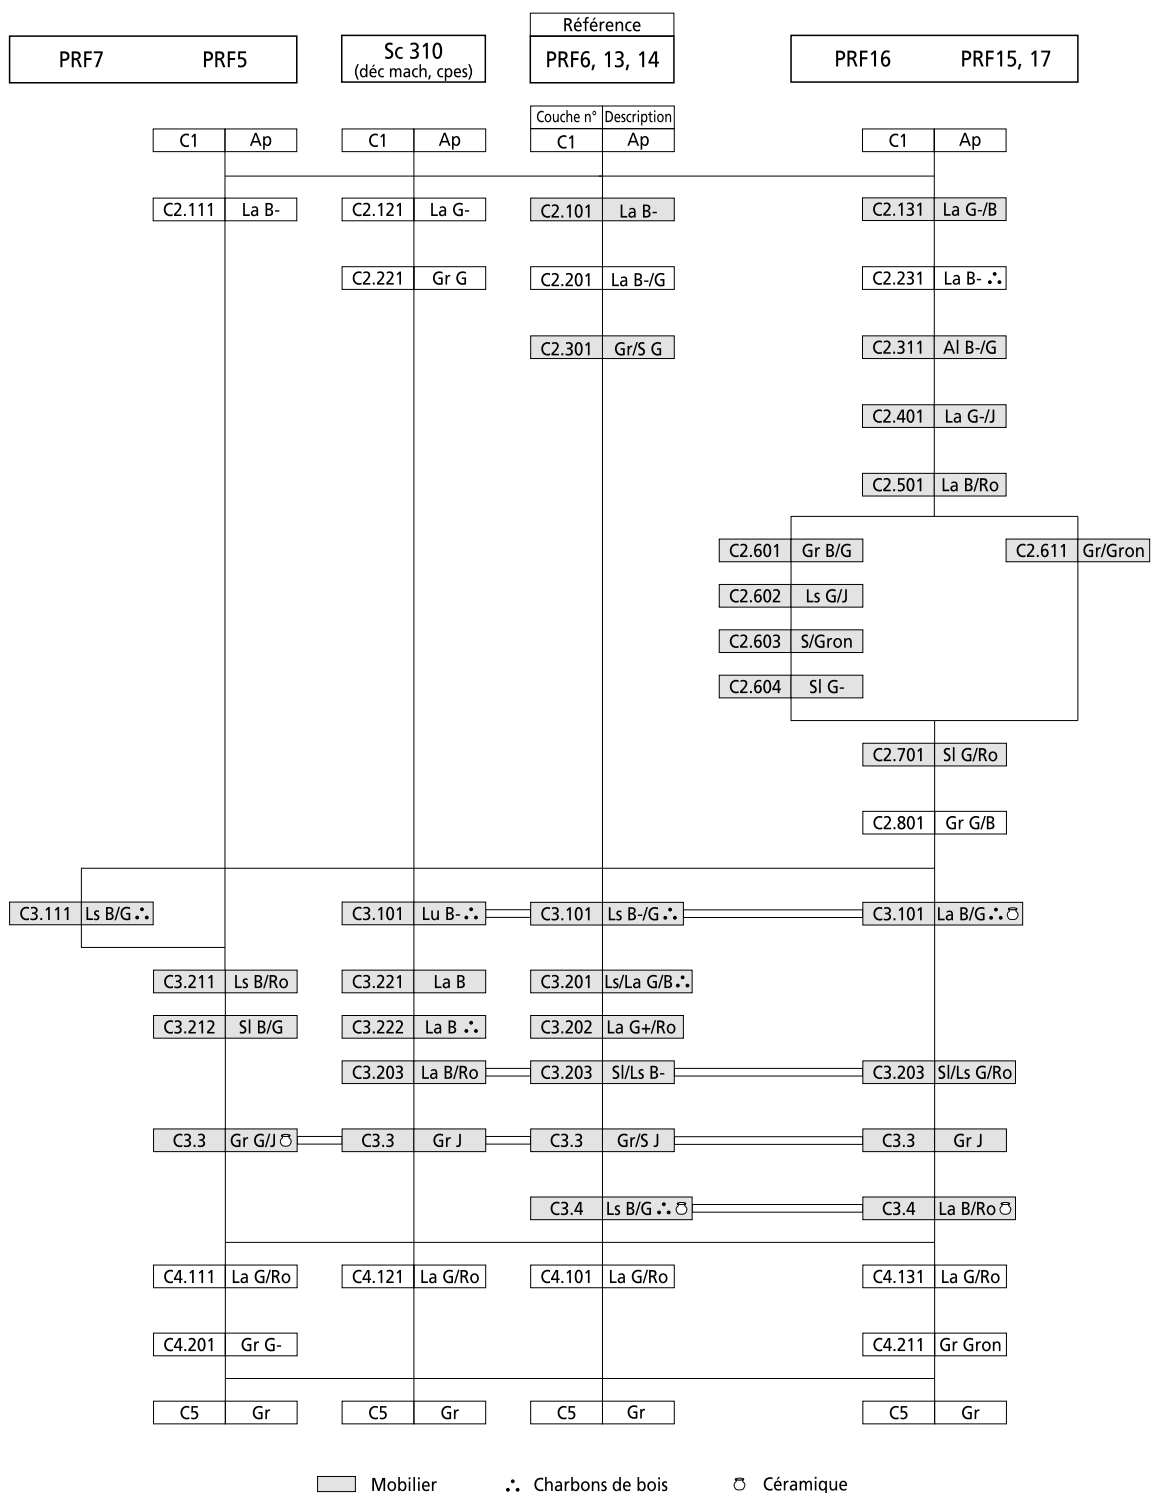 Référence
PRF7 PRF5 Sc 310 PRF6, 13, 14 PRF16 PRF15, 17
(déc mach, cpes)
Couche n° Description
C1 Ap C1 Ap C1 Ap C1 Ap
C2.111 La B- C2.121 La G- C2.101 La B- C2.131 La G-/B
C2.221 Gr G C2.201 La B-/G C2.231 La B-
C2.301 Gr/S G C2.311 Al B-/G
C2.401 La G-/J
C2.501 La B/Ro
C2.601 Gr B/G C2.611 Gr/Gron
C2.602 Ls G/J
C2.603 S/Gron
C2.604 Sl G-
C2.701 Sl G/Ro
C2.801 Gr G/B
C3.111 Ls B/G C3.101 Lu B- C3.101 Ls B-/G C3.101 La B/G
C3.211 Ls B/Ro C3.221 La B C3.201 Ls/La G/B
C3.212 Sl B/G C3.222 La B C3.202 La G+/Ro
C3.203 La B/Ro C3.203 Sl/Ls B- C3.203 Sl/Ls G/Ro
C3.3 Gr G/J C3.3 Gr J C3.3 Gr/S J C3.3 Gr J
C3.4 Ls B/G C3.4 La B/Ro
C4.111 La G/Ro C4.121 La G/Ro C4.101 La G/Ro C4.131 La G/Ro
C4.201 Gr G- C4.211 Gr Gron
C5 Gr C5 Gr C5 Gr C5 Gr
Mobilier Charbons de bois Céramique